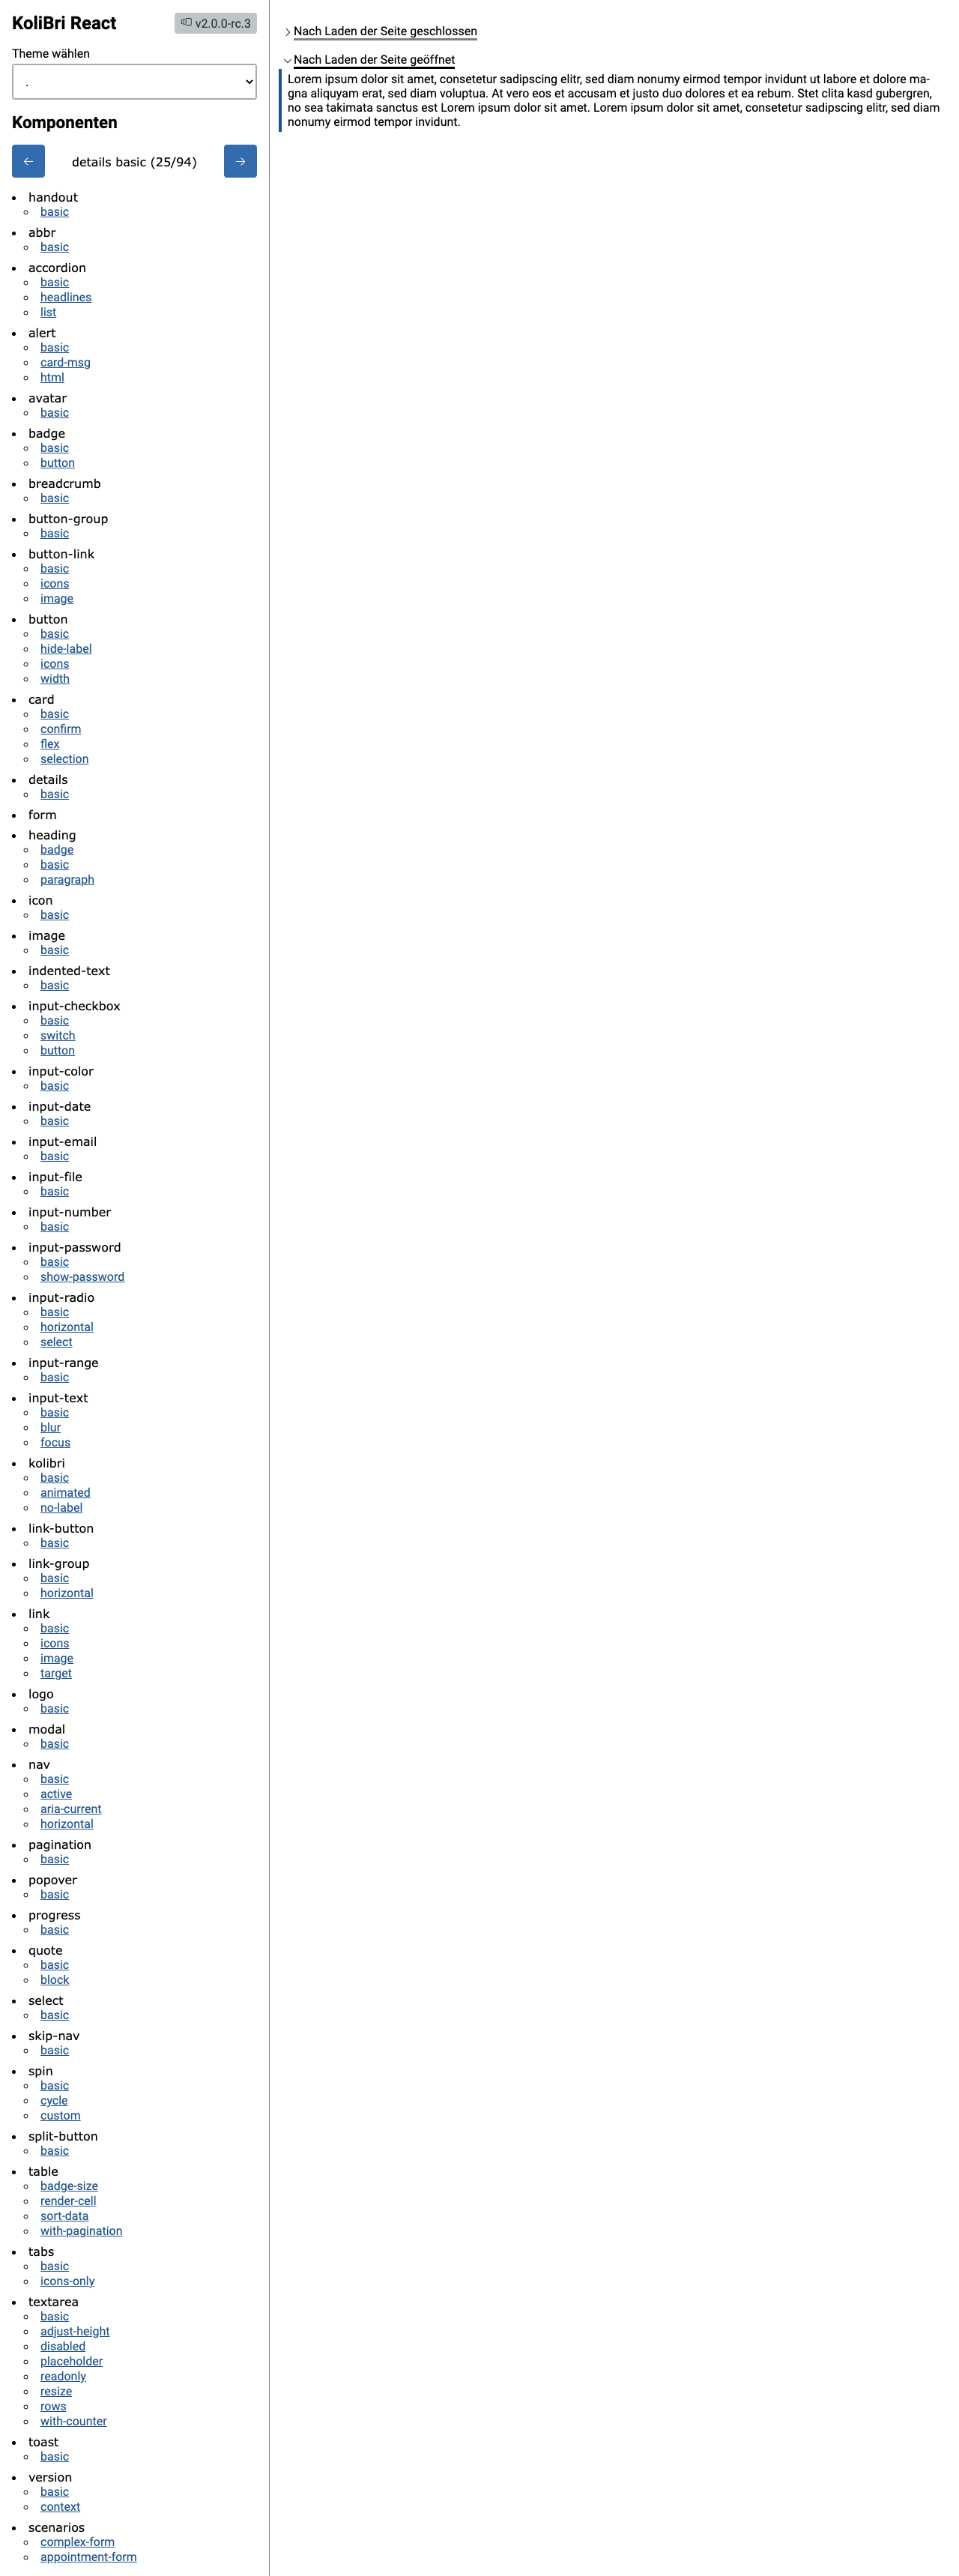 KoliBri React
v2.0.0-rc.3
Theme wählen
.
Komponenten
←
details basic (25/94)
→
handout
basic
abbr
basic
accordion
basic
headlines
list
alert
basic
card-msg
html
avatar
basic
badge
basic
button
breadcrumb
basic
button-group
basic
button-link
basic
icons
image
button
basic
hide-label
icons
width
card
basic
confirm
flex
selection
details
basic
form
heading
badge
basic
paragraph
icon
basic
image
basic
indented-text
basic
input-checkbox
basic
switch
button
input-color
basic
input-date
basic
input-email
basic
input-file
basic
input-number
basic
input-password
basic
show-password
input-radio
basic
horizontal
select
input-range
basic
input-text
basic
blur
focus
kolibri
basic
animated
no-label
link-button
basic
link-group
basic
horizontal
link
basic
icons
image
target
logo
basic
modal
basic
nav
basic
active
aria-current
horizontal
pagination
basic
popover
basic
progress
basic
quote
basic
block
select
basic
skip-nav
basic
spin
basic
cycle
custom
split-button
basic
table
badge-size
render-cell
sort-data
with-pagination
tabs
basic
icons-only
textarea
basic
adjust-height
disabled
placeholder
readonly
resize
rows
with-counter
toast
basic
version
basic
context
scenarios
complex-form
appointment-form
Nach Laden der Seite geschlossen
Nach Laden der Seite geöffnet
Lorem ipsum dolor sit amet, consetetur sadipscing elitr, sed diam nonumy eirmod tempor invidunt ut labore et dolore ma-
gna aliquyam erat, sed diam voluptua. At vero eos et accusam et justo duo dolores et ea rebum. Stet clita kasd gubergren,
no sea takimata sanctus est Lorem ipsum dolor sit amet. Lorem ipsum dolor sit amet, consetetur sadipscing elitr, sed diam
nonumy eirmod tempor invidunt.